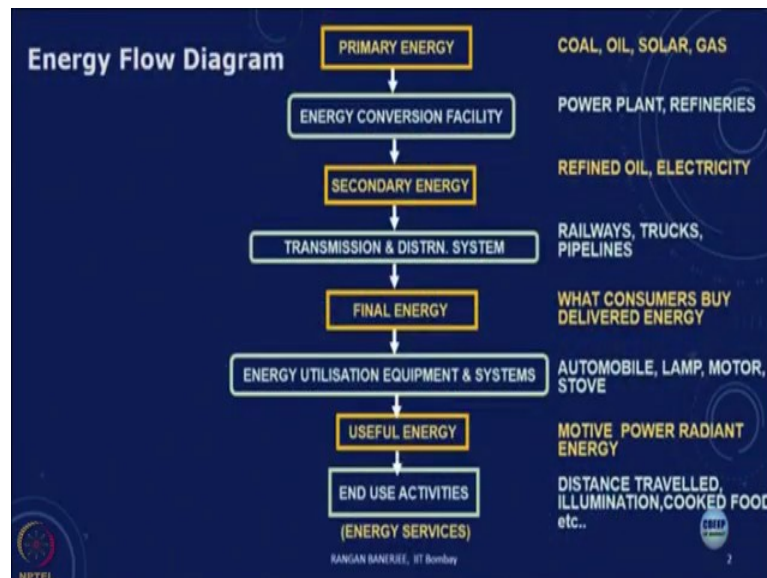 Energy Flow Diagram
PRIMARY ENERGY
COAL, OIL, SOLAR, GAS
ENERGY CONVERSION FACILITY
POWER PLANT, REFINERIES
SECONDARY ENERGY
REFINED OIL, ELECTRICITY
TRANSMISSION & DISTRN. SYSTEM
RAILWAYS, TRUCKS,
PIPELINES
FINAL ENERGY
WHAT CONSUMERS BUY
DELIVERED ENERGY
ENERGY UTILISATION EQUIPMENT & SYSTEMS
AUTOMOBILE, LAMP, MOTOR,
STOVE
USEFUL ENERGY
MOTIVE POWER RADIANT
ENERGY
END USE ACTIVITIES
(ENERGY SERVICES)
DISTANCE TRAVELLED,
ILLUMINATION,COOKED FOOD
etc..
NPTEL
RANGAN BANERJEE, IIT Bombay
2